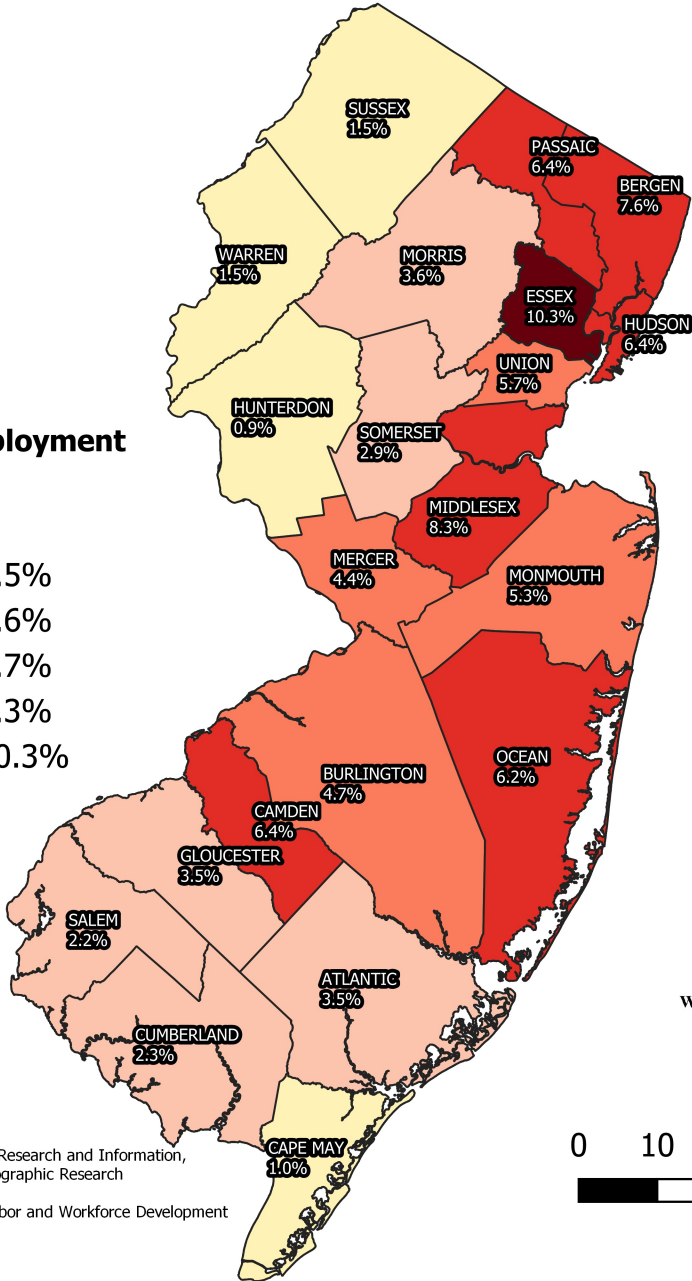 SUSSEX
1.5%
PASSAIC
6.4%
BERGEN
7.6%
WARREN
1.5%
MORRIS
3.6%
ESSEX
10.3%
HUDSON
6.4%
UNION
5.7%
HUNTERDON
0.9%
SOMERSET
2.9%
ployment
MIDDLESEX
8.3%
MERCER
4.4%
MONMOUTH
5.3%
.5%
.6%
.7%
.3%
0.3%
OCEAN
6.2%
BURLINGTON
4.7%
CAMDEN
6.4%
GLOUCESTER
3.5%
SALEM
2.2%
ATLANTIC
3.5%
W
CUMBERLAND
2.3%
CAPE MAY
1.0%
Research and Information,
ographic Research
bor and Workforce Development
0 10